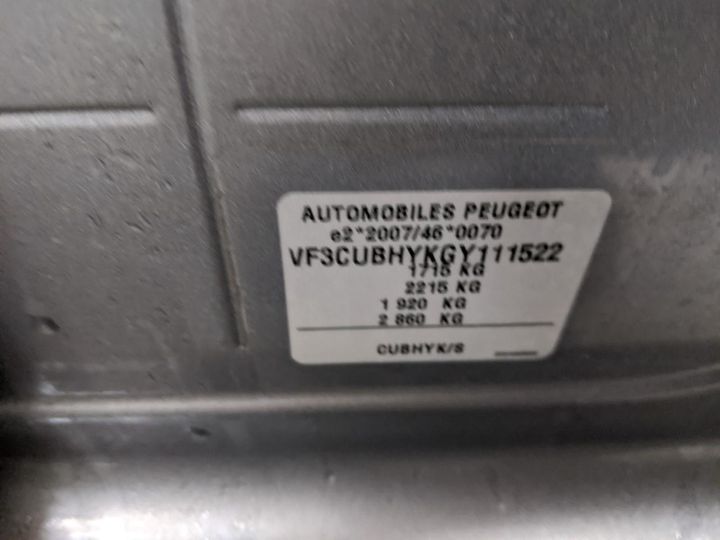 AUTOMOBILES PEUGEOT
e2*2007/46*0070
VF3CUBHYKGY111522
1715 KG
2215 KG
1 920 KG
2 860 KG
CUBHYK/S